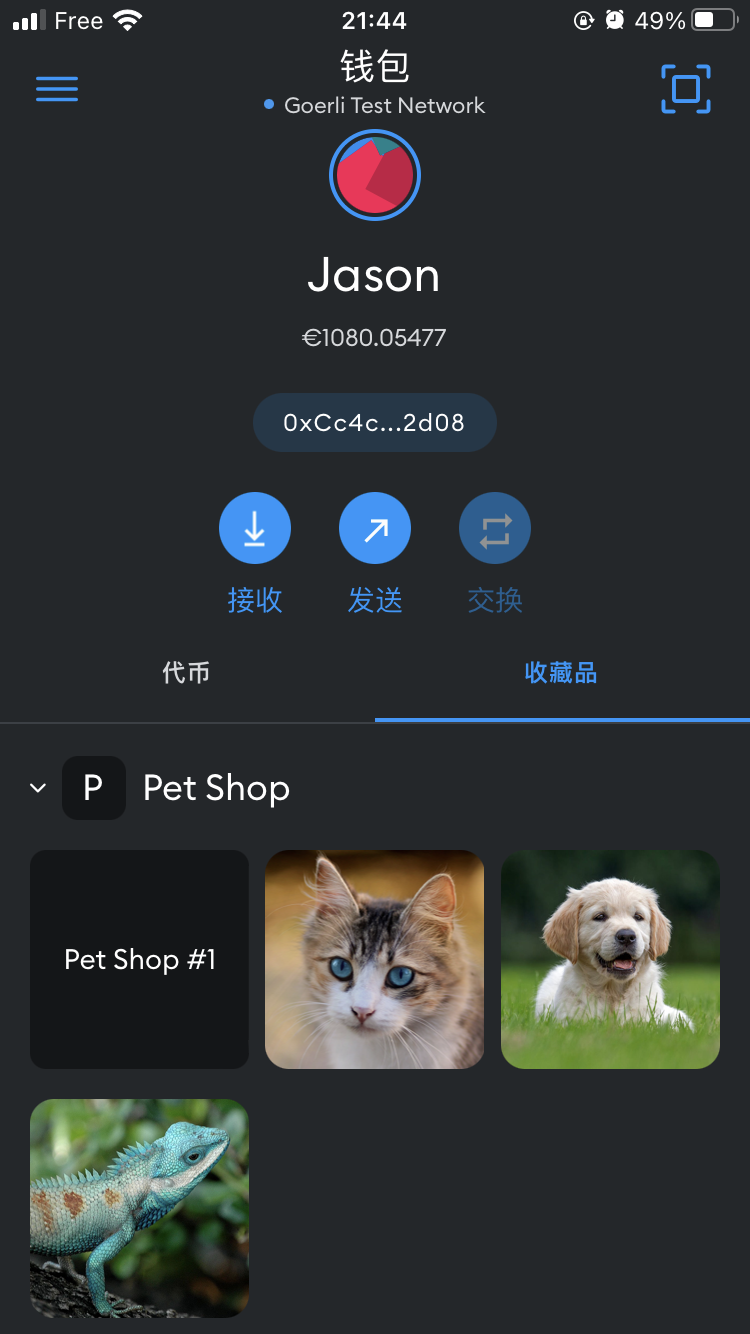 Free 21:44 49%
钱包
Goerli Test Network
Jason
€1080.05477
0xCc4c...2d08
接收 发送 交换
代币 收藏品
P Pet Shop
Pet Shop #1